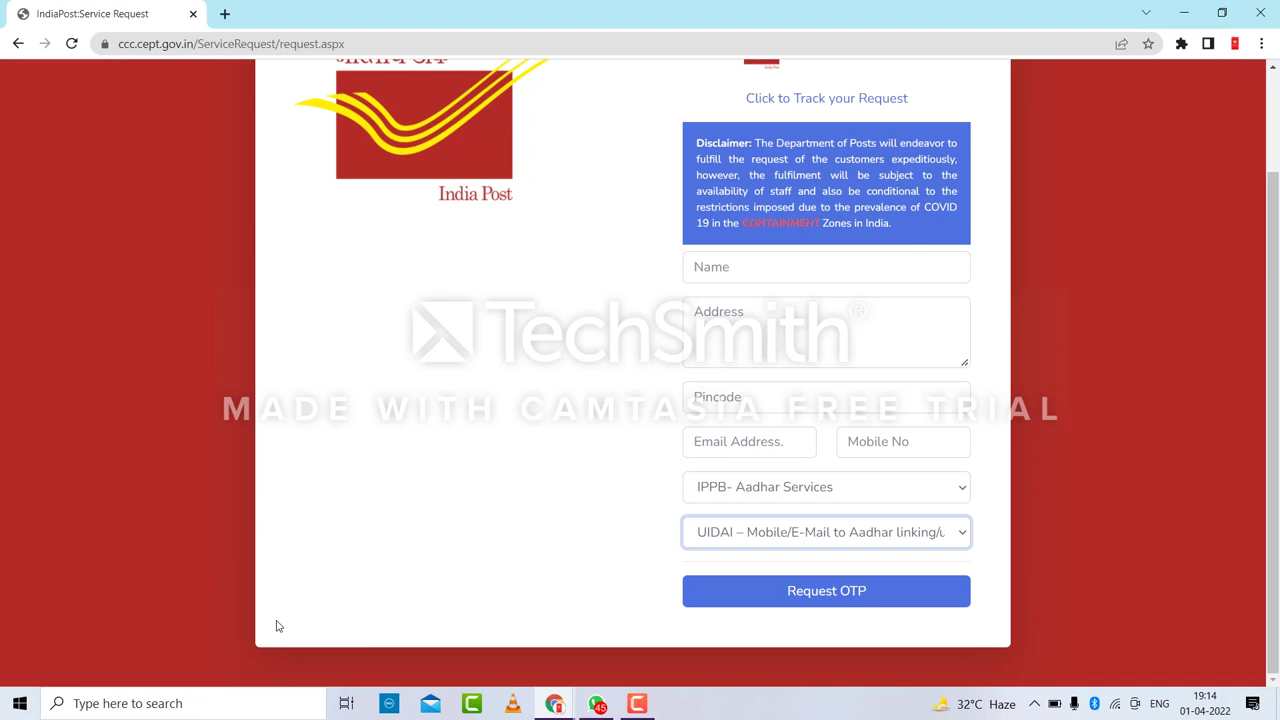 IndiaPost:Service Request
ccc.cept.gov.in/ServiceRequest/request.aspx
India Post
Click to Track your Request
Disclaimer: The Department of Posts will endeavor to
fulfill the request of the customers expeditiously,
however, the fulfilment will be subject to the
availability of staff and also be conditional to the
restrictions imposed due to the prevalence of COVID
19 in the CONTAINMENT Zones in India.
Name
Address
TechSmith®
Pincode
MADE WITH CAMTASIA FREE TRIAL
Email Address.
Mobile No
IPPB- Aadhar Services
UIDAI – Mobile/E-Mail to Aadhar linking/
Request OTP
Type here to search
45
32°C Haze
ENG
19:14
01-04-2022